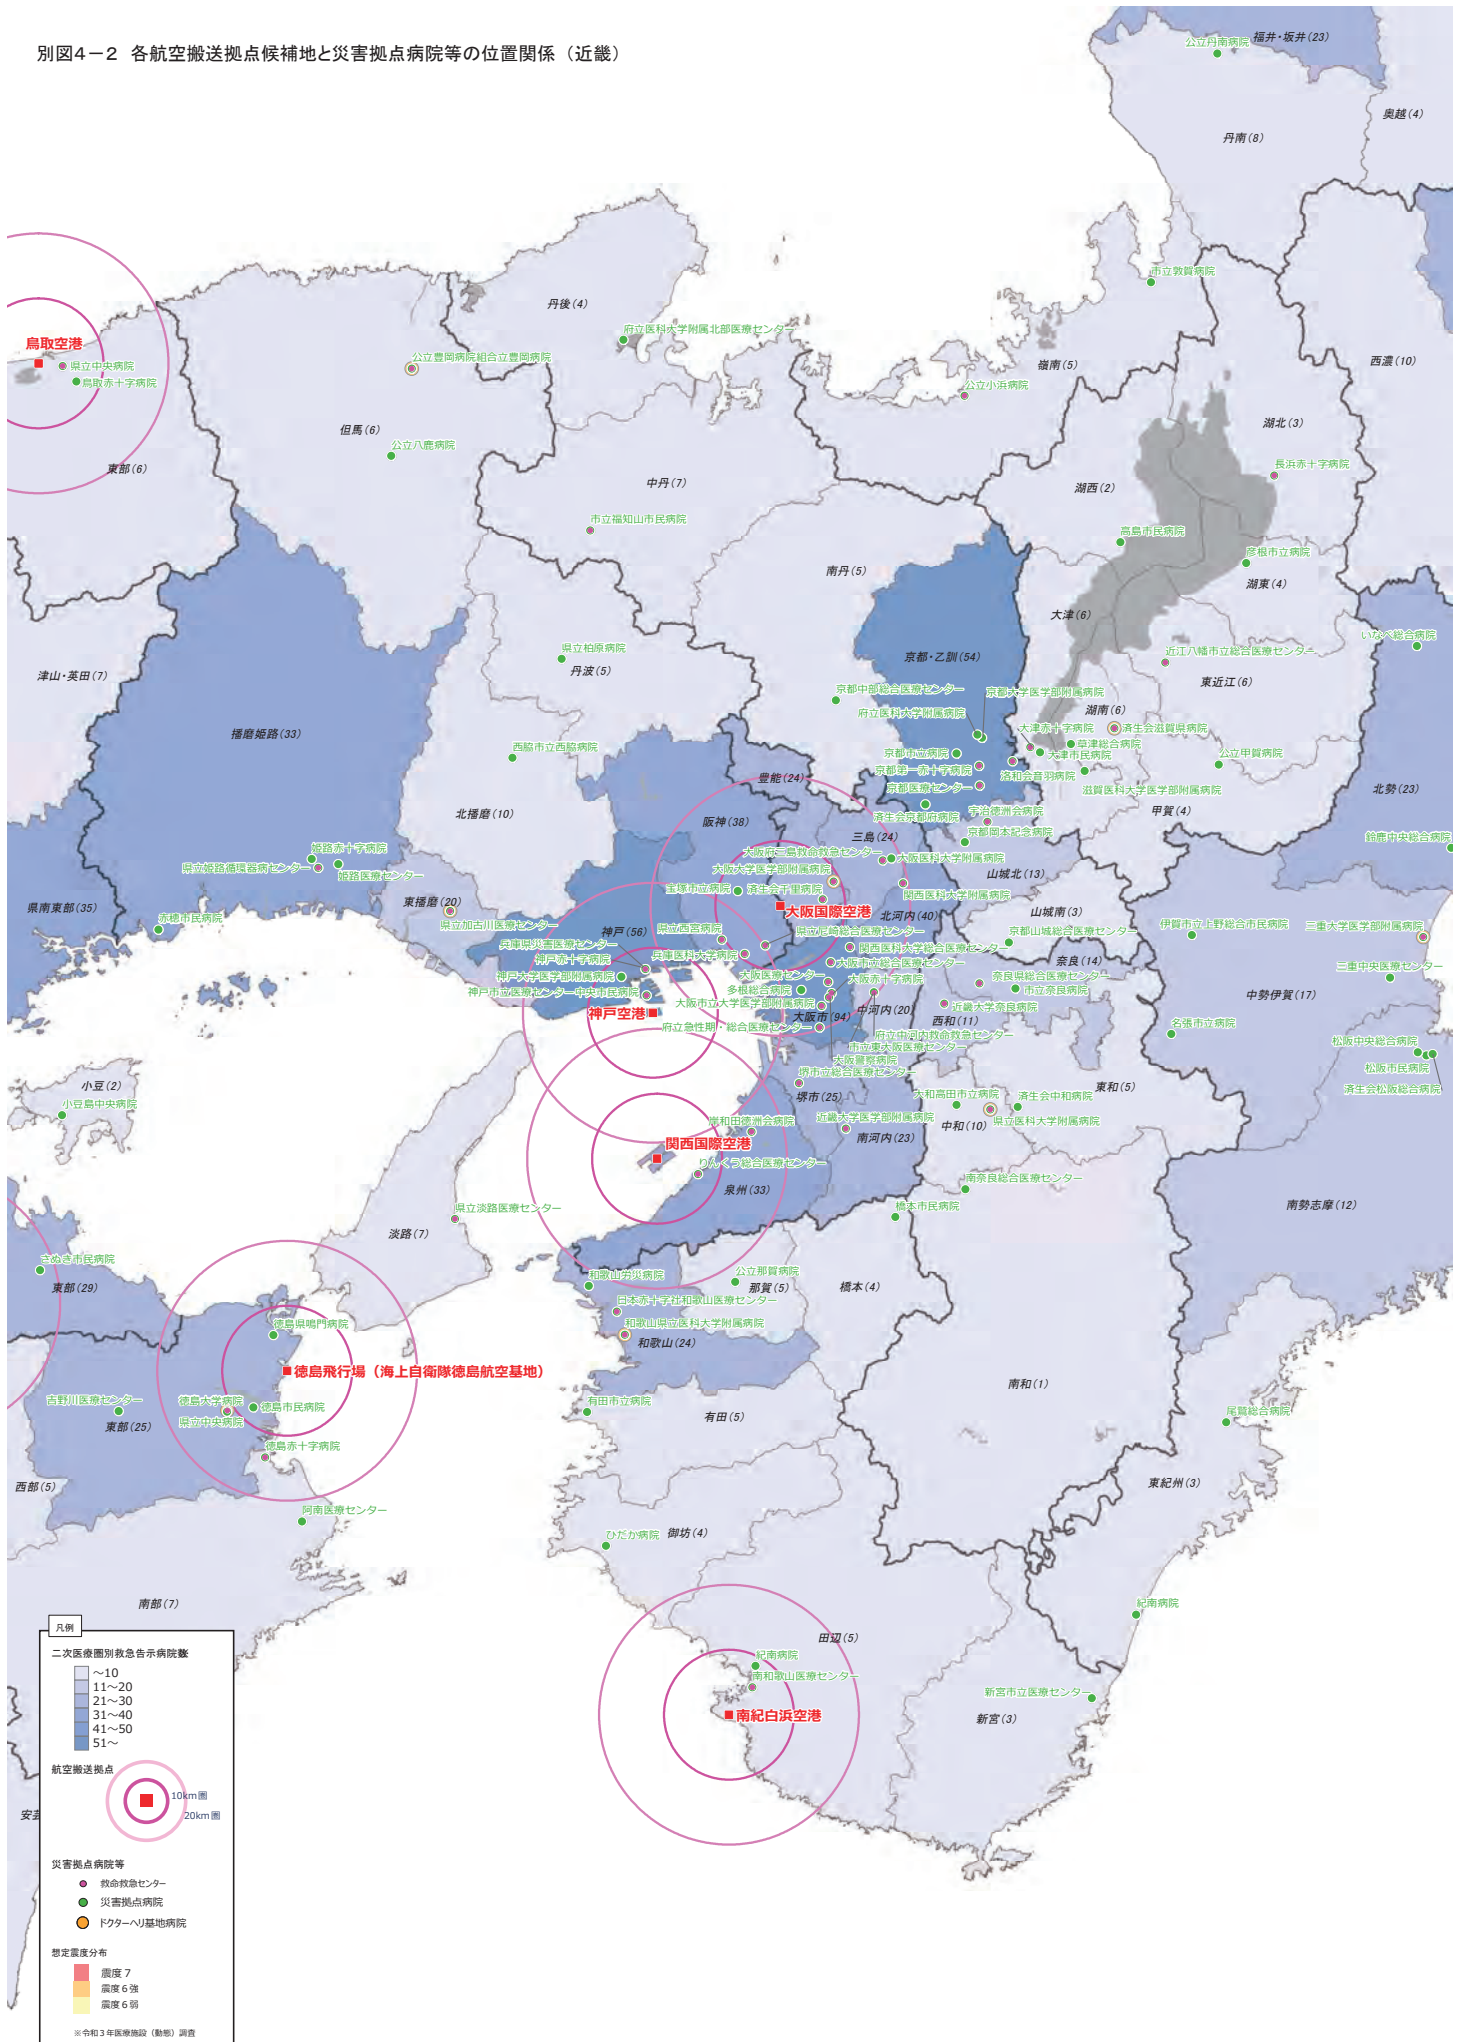 別図4－2 各航空搬送拠点候補地と災害拠点病院等の位置関係（近畿）
福井・坂井(23)
公立丹南病院
奥越(4)
丹南(8)
市立敦賀病院
丹後(4)
府立医科大学附属北部医療センター
鳥取空港
県立中央病院
鳥取赤十字病院
公立豊岡病院組合立豊岡病院
嶺南(5)
西濃(10)
公立小浜病院
湖北(3)
但馬(6)
公立八鹿病院
東部(6)
長浜赤十字病院
中丹(7)
湖西(2)
市立福知山市民病院
高島市民病院
彦根市立病院
南丹(5)
湖東(4)
大津(6)
いなべ総合病院
県立柏原病院
丹波(5)
京都・乙訓(54)
近江八幡市立総合医療センター
津山・英田(7)
東近江(6)
京都中部総合医療センター
京都大学医学部附属病院
府立医科大学附属病院
湖南(6)
大津赤十字病院
済生会滋賀県病院
播磨姫路(33)
西脇市立西脇病院
草津総合病院
京都市立病院
大津市民病院
公立甲賀病院
京都第一赤十字病院
洛和会音羽病院
豊能(24)
京都医療センター
滋賀医科大学医学部附属病院
北勢(23)
北播磨(10)
阪神(38)
済生会京都府病院
宇治徳洲会病院
甲賀(4)
三島(24)
京都岡本記念病院
鈴鹿中央総合病院
姫路赤十字病院
大阪府三島救命救急センター
大阪医科大学附属病院
県立姫路循環器病センター
姫路医療センター
大阪大学医学部附属病院
山城北(13)
宝塚市立病院
済生会千里病院
関西医科大学附属病院
東播磨(20)
県南東部(35)
赤穂市民病院
県立加古川医療センター
大阪国際空港
北河内(40)
山城南(3)
伊賀市立上野総合市民病院
三重大学医学部附属病院
神戸(56)
県立西宮病院
県立尼崎総合医療センター
京都山城総合医療センター
兵庫県災害医療センター
兵庫医科大学病院
関西医科大学総合医療センター
神戸赤十字病院
大阪市立総合医療センター
奈良(14)
三重中央医療センター
神戸大学医学部附属病院
大阪医療センター
大阪赤十字病院
奈良県総合医療センター
神戸市立医療センター中央市民病院
多根総合病院
市立奈良病院
中勢伊賀(17)
大阪市立大学医学部附属病院
近畿大学奈良病院
神戸空港
大阪市(94)
中河内(20)
西和(11)
名張市立病院
府立急性期・総合医療センター
府立中河内救命救急センター
松阪中央総合病院
市立東大阪医療センター
大阪警察病院
松阪市民病院
堺市立総合医療センター
小豆(2)
東和(5)
済生会松阪総合病院
堺市(25)
大和高田市立病院
済生会中和病院
小豆島中央病院
岸和田徳洲会病院
近畿大学医学部附属病院
県立医科大学附属病院
中和(10)
関西国際空港
南河内(23)
りんくう総合医療センター
南奈良総合医療センター
泉州(33)
橋本市民病院
南勢志摩(12)
県立淡路医療センター
淡路(7)
さぬき市民病院
東部(29)
和歌山労災病院
公立那賀病院
那賀(5)
橋本(4)
日本赤十字社和歌山医療センター
徳島県鳴門病院
和歌山県立医科大学附属病院
和歌山(24)
徳島飛行場（海上自衛隊徳島航空基地）
南和(1)
吉野川医療センター
徳島大学病院
徳島市民病院
有田市立病院
尾鷲総合病院
東部(25)
県立中央病院
有田(5)
徳島赤十字病院
西部(5)
東紀州(3)
阿南医療センター
ひだか病院
御坊(4)
南部(7)
紀南病院
田辺(5)
紀南病院
南和歌山医療センター
新宮市立医療センター
南紀白浜空港
新宮(3)
凡例
二次医療圏別救急告示病院数※
～10
11～20
21～30
31～40
41～50
51～
航空搬送拠点
10km圏
20km圏
災害拠点病院等
救命救急センター
災害拠点病院
ドクターヘリ基地病院
想定震度分布
震度７
震度６強
震度６弱
※令和３年医療施設（動態）調査